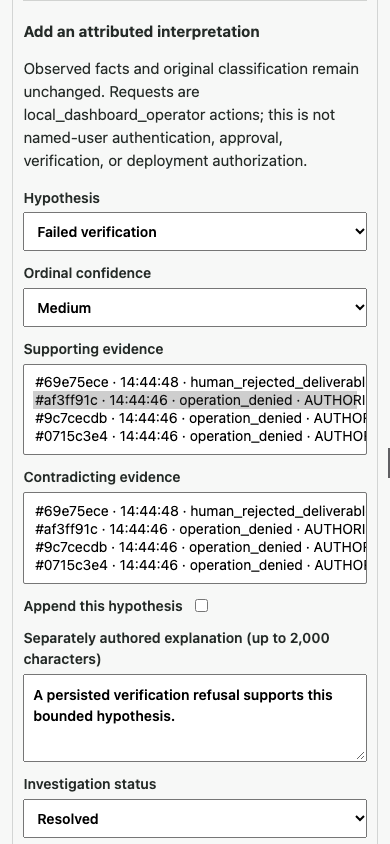 Add an attributed interpretation
Observed facts and original classification remain
unchanged. Requests are
local_dashboard_operator actions; this is not
named-user authentication, approval,
verification, or deployment authorization.
Hypothesis
Failed verification
Ordinal confidence
Medium
Supporting evidence
#69e75ece · 14:44:48 · human_rejected_deliverabl
#af3ff91c · 14:44:46 · operation_denied · AUTHORI
#9c7cecdb · 14:44:46 · operation_denied · AUTHOR
#0715c3e4 · 14:44:46 · operation_denied · AUTHOR
Contradicting evidence
#69e75ece · 14:44:48 · human_rejected_deliverabl
#af3ff91c · 14:44:46 · operation_denied · AUTHORI
#9c7cecdb · 14:44:46 · operation_denied · AUTHOR
#0715c3e4 · 14:44:46 · operation_denied · AUTHOR
Append this hypothesis
Separately authored explanation (up to 2,000
characters)
A persisted verification refusal supports this
bounded hypothesis.
Investigation status
Resolved